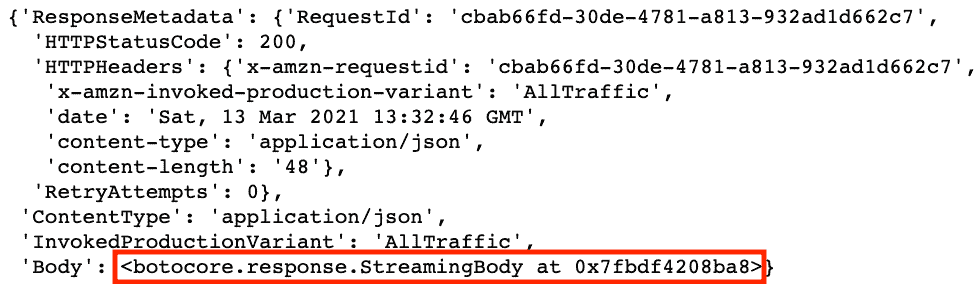 {'ResponseMetadata': {'RequestId': 'cbab66fd-30de-4781-a813-932ad1d662c7',
'HTTPStatusCode': 200,
'HTTPHeaders': {'x-amzn-requestid': 'cbab66fd-30de-4781-a813-932ad1d662c7',
'x-amzn-invoked-production-variant': 'AllTraffic',
'date': 'Sat, 13 Mar 2021 13:32:46 GMT',
'content-type': 'application/json',
'content-length': '48'},
'RetryAttempts': 0},
'ContentType': 'application/json',
'InvokedProductionVariant': 'AllTraffic',
'Body': <botocore.response.StreamingBody at 0x7fbdf4208ba8>}